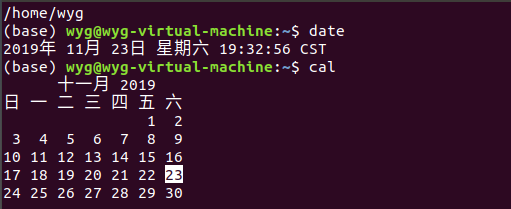 /home/wyg
(base) wyg@wyg-virtual-machine:~$ date
2019年 11月 23日 星期六 19:32:56 CST
(base) wyg@wyg-virtual-machine:~$ cal
十一月 2019
日 一 二 三 四 五 六
1 2
3 4 5 6 7 8 9
10 11 12 13 14 15 16
17 18 19 20 21 22 23
24 25 26 27 28 29 30